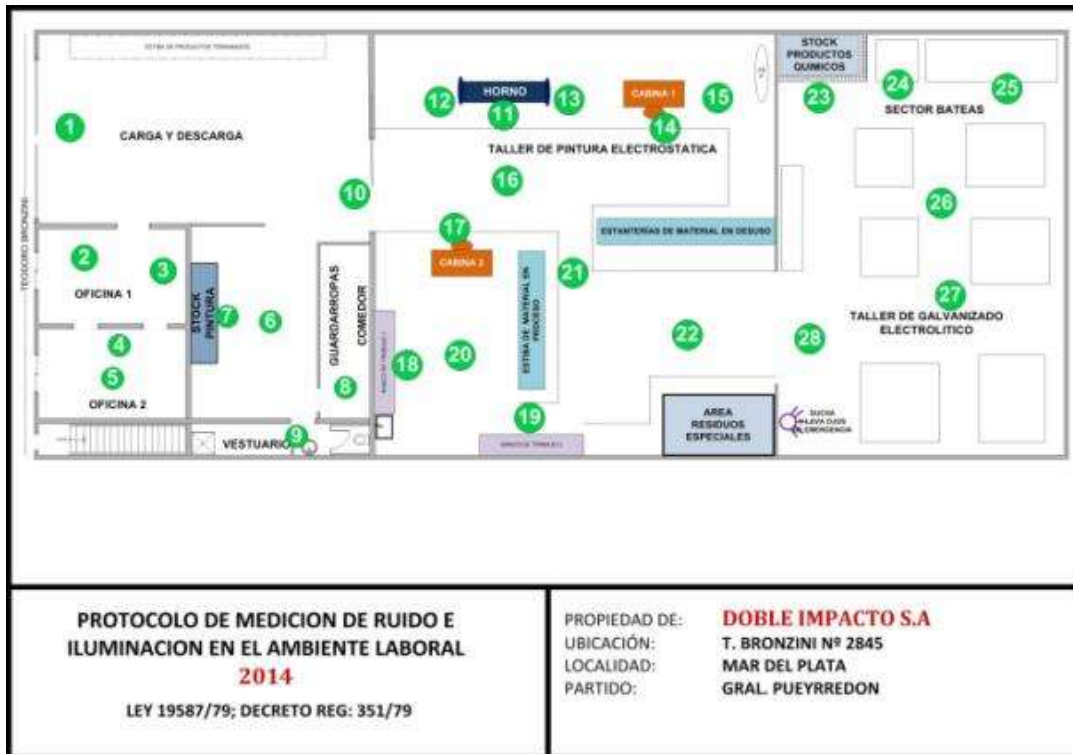 ESTIBA DE PRODUCTOS TERMINADOS
STOCK
PRODUCTOS
QUIMICOS
1
CARGA Y DESCARGA
12
HORNO
11
13
CABINA 1
14
15
23
24
25
SECTOR BATEAS
TALLER DE PINTURA ELECTROSTATICA
16
10
26
TEODORO BRONZINI
2
3
OFICINA 1
STOCK
PINTURA
7
6
GUARDARROPAS
COMEDOR
8
17
CABINA 2
ESTANTERÍAS DE MATERIAL EN DESUSO
ESTIBA DE MATERIAL EN
PROCESO
21
27
TALLER DE GALVANIZADO
ELECTROLITICO
4
5
OFICINA 2
18
20
22
28
19
AREA
RESIDUOS
ESPECIALES
DUCHA
LAVA OJOS
EMERGENCIA
VESTUARIO
9
PROTOCOLO DE MEDICION DE RUIDO E
ILUMINACION EN EL AMBIENTE LABORAL
2014
LEY 19587/79; DECRETO REG: 351/79
PROPIEDAD DE: DOBLE IMPACTO S.A
UBICACIÓN: T. BRONZINI Nº 2845
LOCALIDAD: MAR DEL PLATA
PARTIDO: GRAL. PUEYRREDON